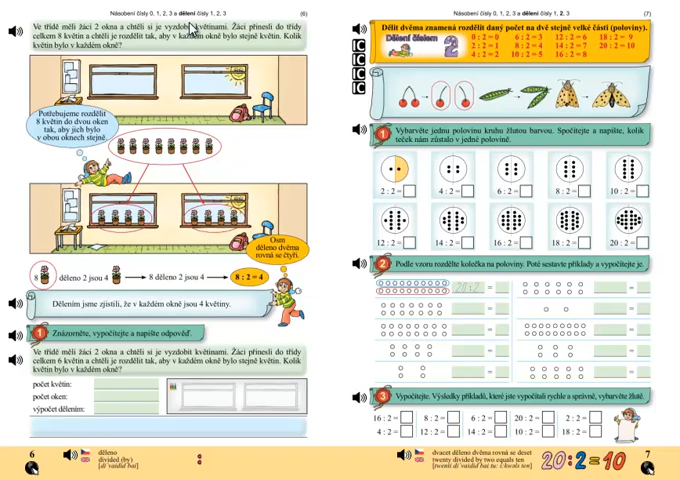 Násobení čísly 0, 1, 2, 3 a dělení čísly 1, 2, 3
(6)
Ve třídě měli žáci 2 okna a chtěli si je vyzdobit květinami. Žáci přinesli do třídy
celkem 8 květin a chtěli je rozdělit tak, aby v každém okně bylo stejně květin. Kolik
květin bylo v každém okně?
Potřebujeme rozdělit
8 květin do dvou oken
tak, aby jich bylo
v obou oknech stejně.
Osm
děleno dvěma
rovná se čtyři.
8 děleno 2 jsou 4
8 děleno 2 jsou 4
8 : 2 = 4
Dělením jsme zjistili, že v každém okně jsou 4 květiny.
1 Znázorněte, vypočítejte a napište odpověď.
Ve třídě měli žáci 2 okna a chtěli si je vyzdobit květinami. Žáci přinesli do třídy
celkem 6 květin a chtěli je rozdělit tak, aby v každém okně bylo stejně květin. Kolik
květin bylo v každém okně?
počet květin:
počet oken:
výpočet dělením:
6
děleno
divided (by)
[di´vaidid bai]
:
Násobení čísly 0, 1, 2, 3 a dělení čísly 1, 2, 3
(7)
Dělit dvěma znamená rozdělit daný počet na dvě stejně velké části (poloviny).
Dělení číslem 2
0 : 2 = 0 6 : 2 = 3 12 : 2 = 6 18 : 2 = 9
2 : 2 = 1 8 : 2 = 4 14 : 2 = 7 20 : 2 = 10
4 : 2 = 2 10 : 2 = 5 16 : 2 = 8
1 Vybarvěte jednu polovinu kruhu žlutou barvou. Spočítejte a napište, kolik
teček nám zůstalo v jedné polovině.
2 : 2 = 4 : 2 = 6 : 2 = 8 : 2 = 10 : 2 =
12 : 2 = 14 : 2 = 16 : 2 = 18 : 2 = 20 : 2 =
2 Podle vzoru rozdělte kolečka na poloviny. Poté sestavte příklady a vypočítejte je.
20 : 2 = =
= =
= =
= =
= =
3 Vypočítejte. Výsledky příkladů, které jste vypočítali rychle a správně, vybarvěte žlutě.
16 : 2 = 8 : 2 = 6 : 2 = 20 : 2 = 2 : 2 =
4 : 2 = 12 : 2 = 14 : 2 = 10 : 2 = 18 : 2 =
dvacet děleno dvěma rovná se deset
twenty divided by two equals ten
20 : 2 = 10
7